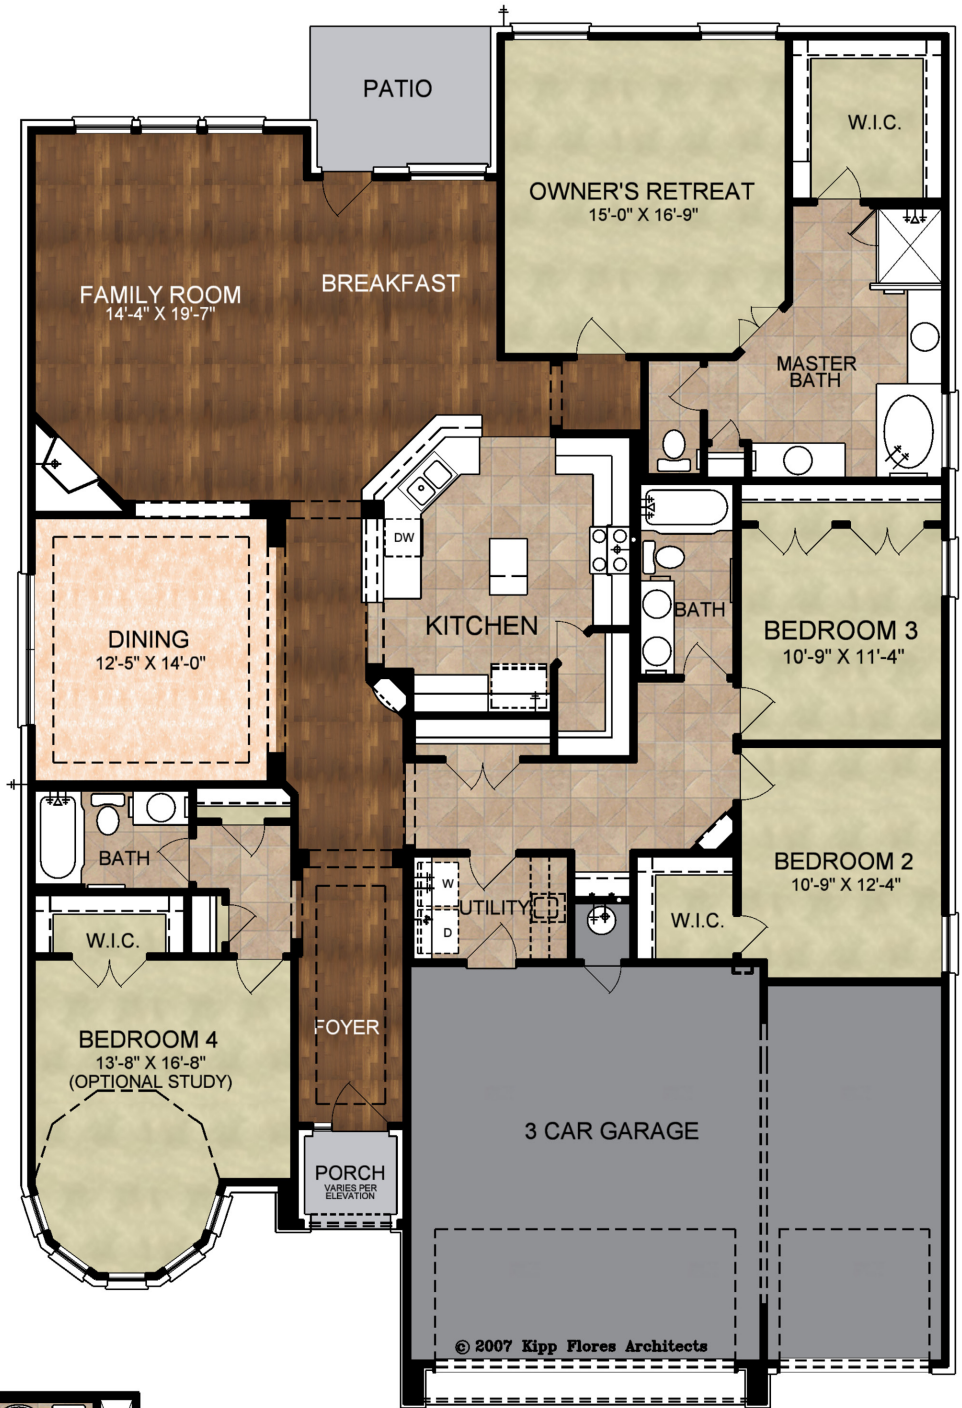 PATIO
W.I.C.
OWNER'S RETREAT
15'-0" X 16'-9"
BREAKFAST
FAMILY ROOM
14'-4" X 19'-7"
MASTER
BATH
DW
KITCHEN
BATH
BEDROOM 3
10'-9" X 11'-4"
DINING
12'-5" X 14'-0"
BATH
BEDROOM 2
10'-9" X 12'-4"
W
UTILITY
D
W.I.C.
W.I.C.
FOYER
BEDROOM 4
13'-8" X 16'-8"
(OPTIONAL STUDY)
3 CAR GARAGE
PORCH
VARIES PER
ELEVATION
© 2007 Kipp Flores Architects